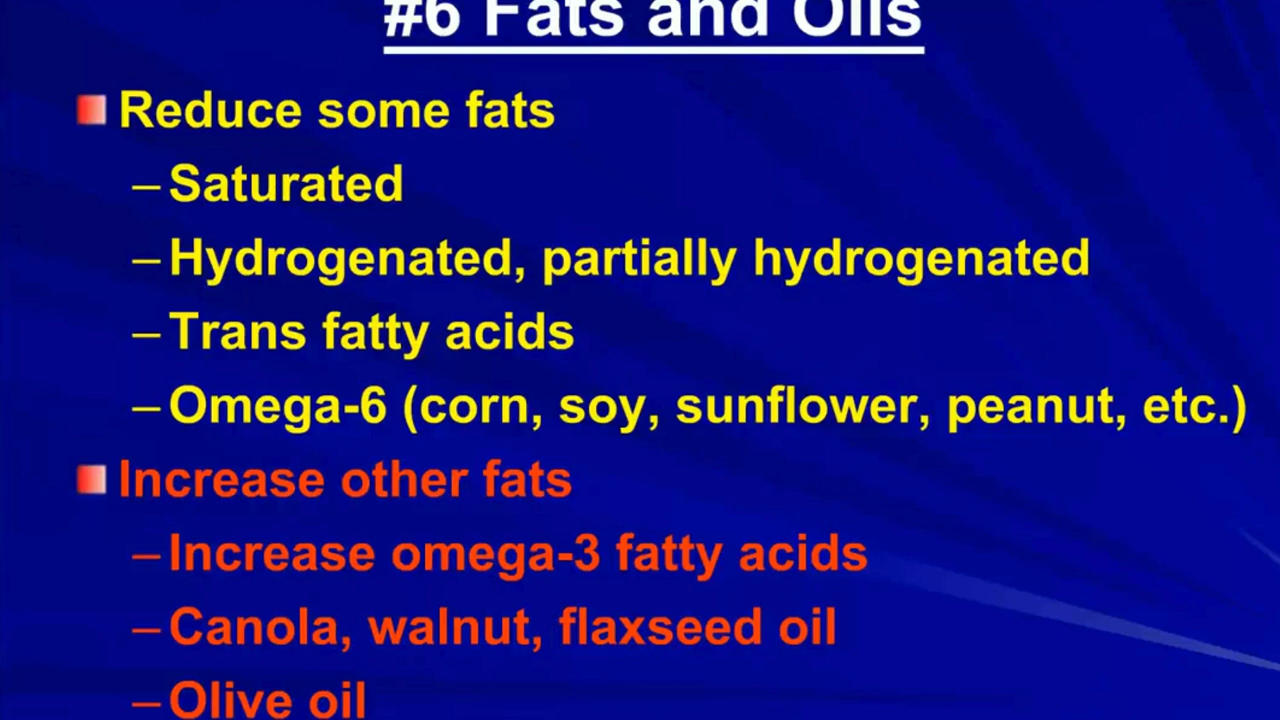 #6 Fats and Oils
Reduce some fats
–Saturated
–Hydrogenated, partially hydrogenated
–Trans fatty acids
–Omega-6 (corn, soy, sunflower, peanut, etc.)
Increase other fats
–Increase omega-3 fatty acids
–Canola, walnut, flaxseed oil
–Olive oil